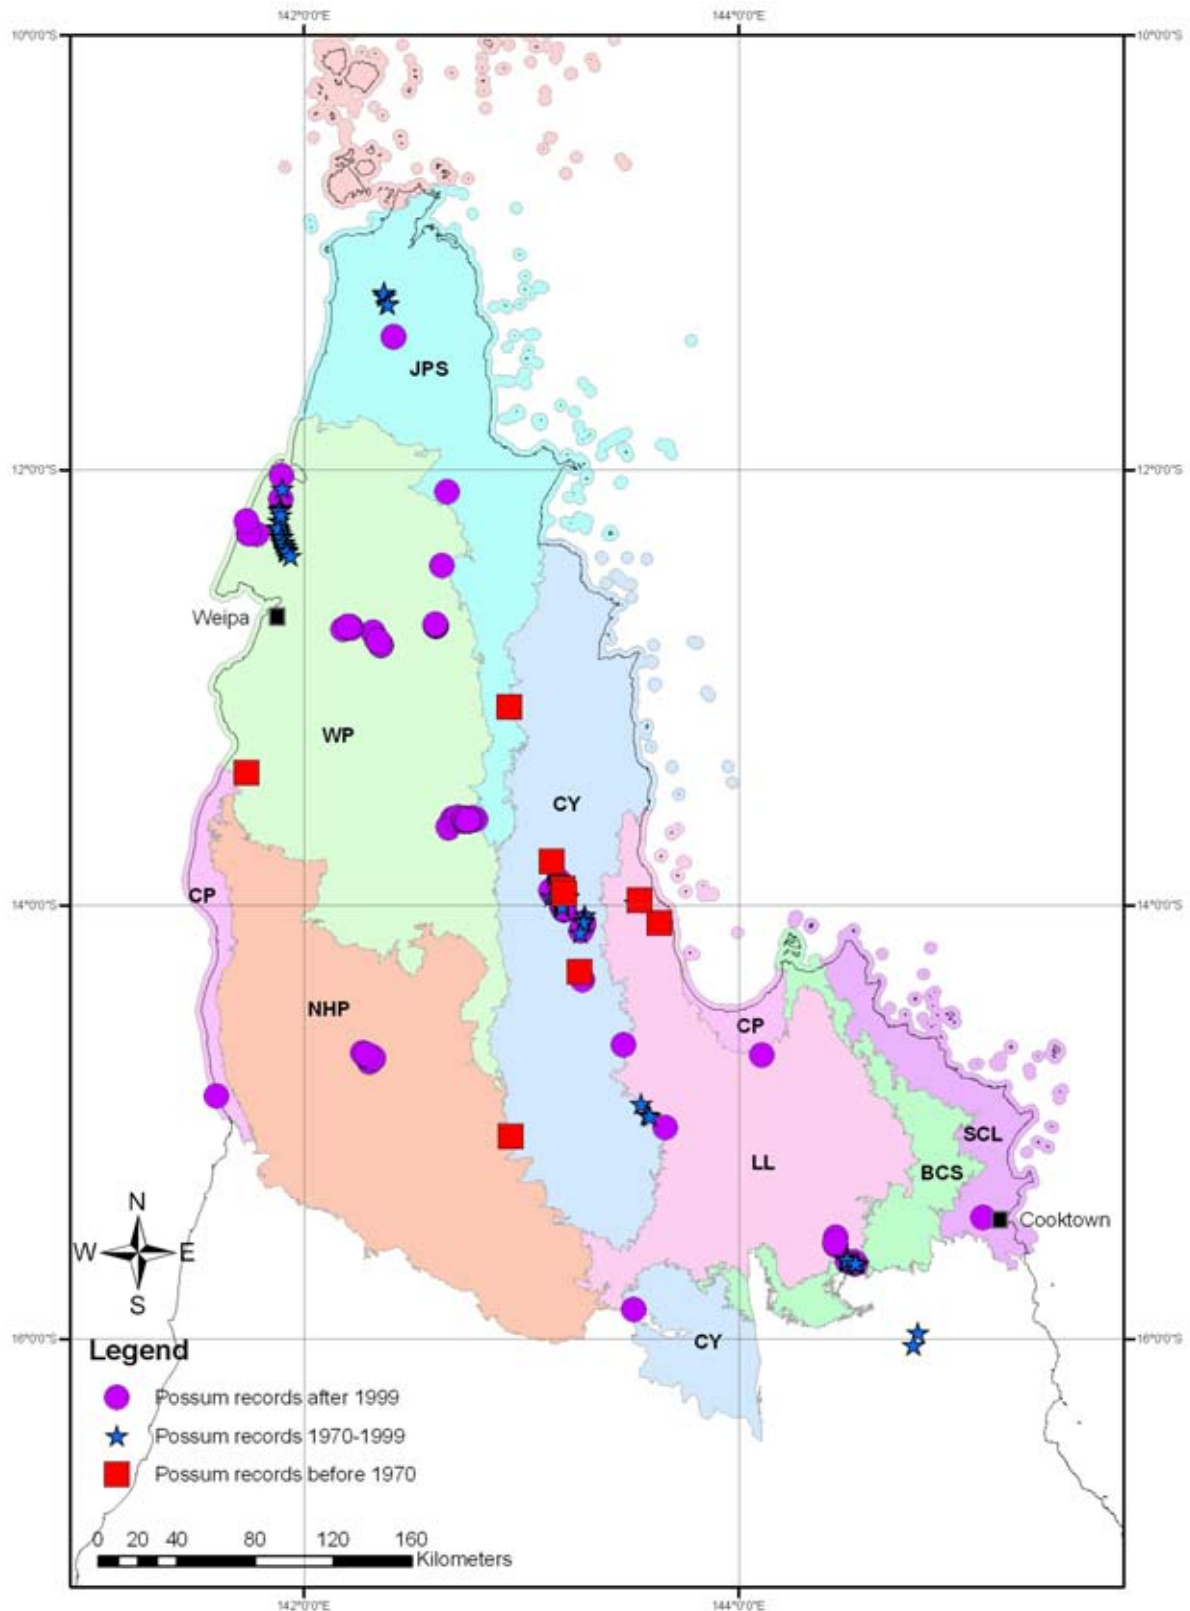 142°0'0"E 144°0'0"E
10°0'0"S 10°0'0"S
JPS
12°0'0"S 12°0'0"S
Weipa
WP
CY
CP
14°0'0"S 14°0'0"S
NHP
CP
SCL
LL
BCS
N
Cooktown
W E
S
16°0'0"S 16°0'0"S
CY
Legend
Possum records after 1999
Possum records 1970-1999
Possum records before 1970
0 20 40 80 120 160
Kilometers
142°0'0"E 144°0'0"E